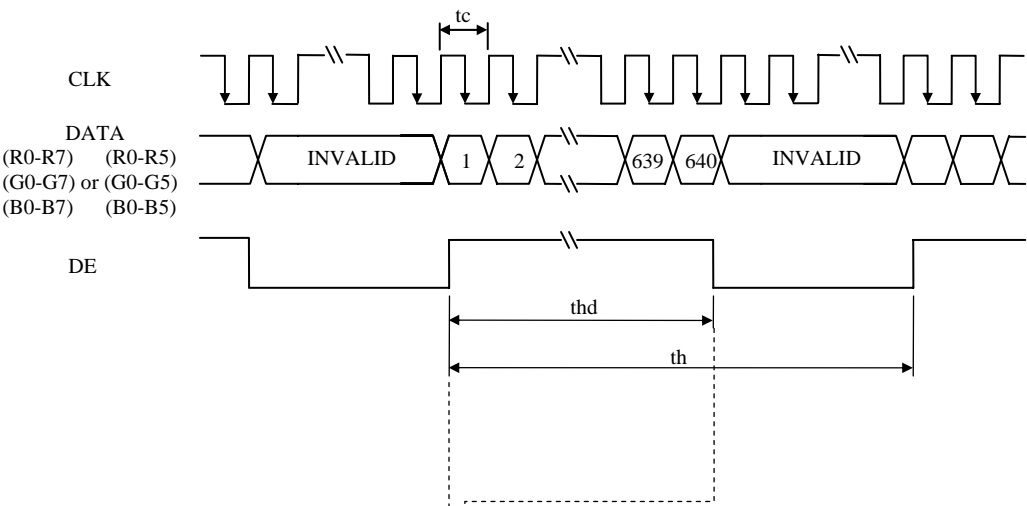 tc
CLK
DATA
(R0-R7) (R0-R5)
(G0-G7) or (G0-G5)
(B0-B7) (B0-B5)
INVALID 1 2 639 640 INVALID
DE
thd
th